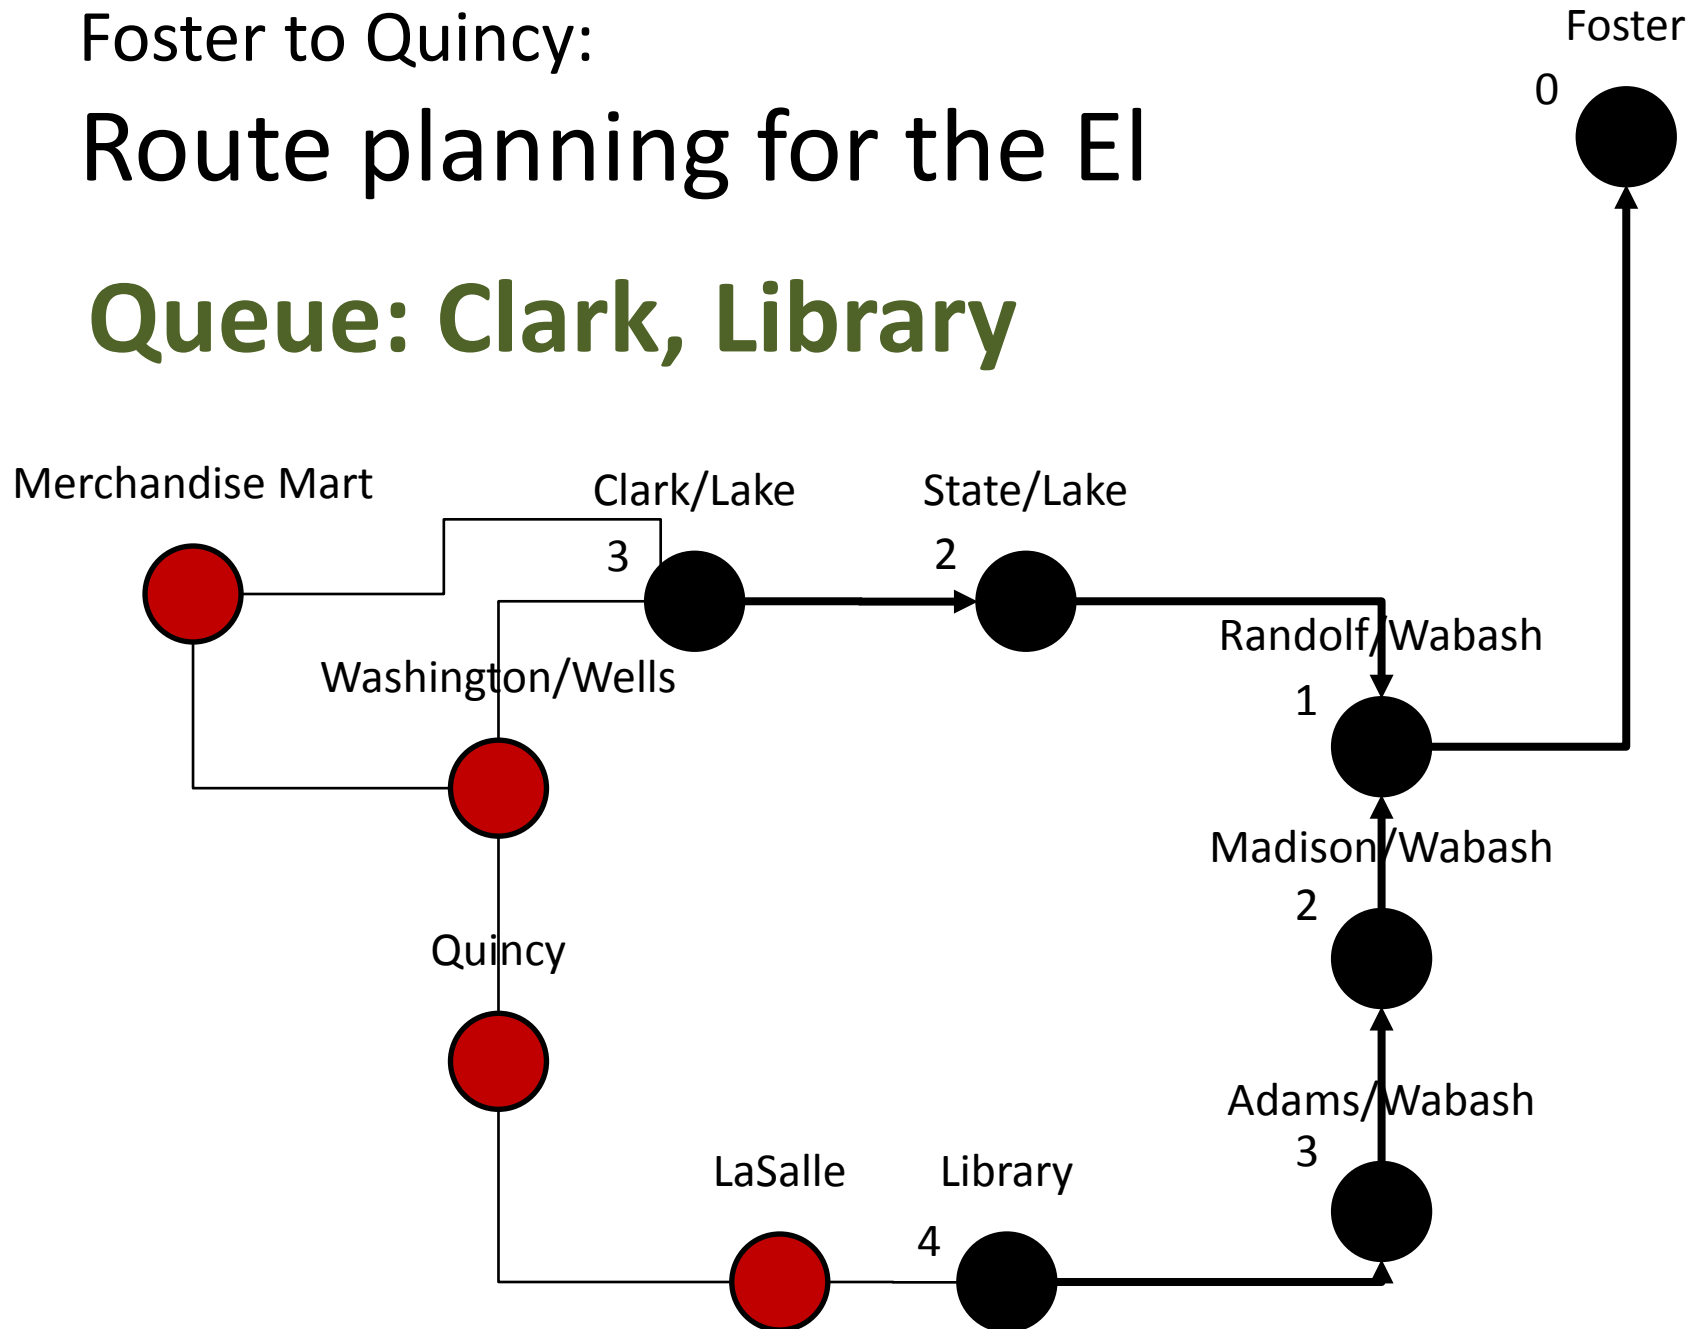 Foster to Quincy:
Foster
0
Route planning for the El
Queue: Clark, Library
Merchandise Mart
Clark/Lake
State/Lake
3
2
Randolf/Wabash
Washington/Wells
1
Madison/Wabash
2
Quincy
Adams/Wabash
3
LaSalle
Library
4